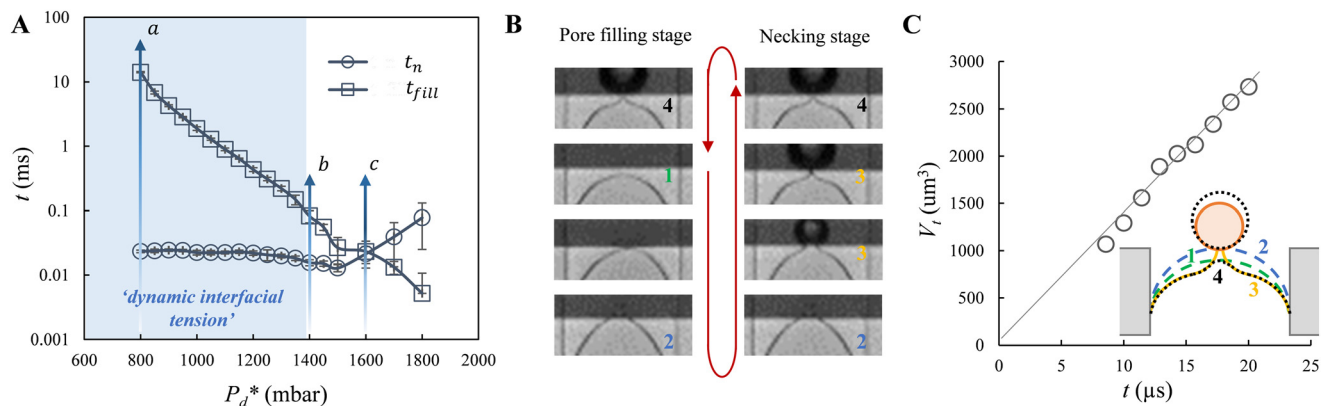 A
100
10
1
0.1
0.01
0.001
t (ms)
a
b
c
tₙ
t_fill
'dynamic interfacial
tension'
600 800 1000 1200 1400 1600 1800 2000
P_d* (mbar)
B
Pore filling stage Necking stage
4 4
1 3
3
2 2
C
3500
3000
2500
2000
1500
1000
500
0
V_t (um³)
1 2
4 3
0 5 10 15 20 25
t (µs)